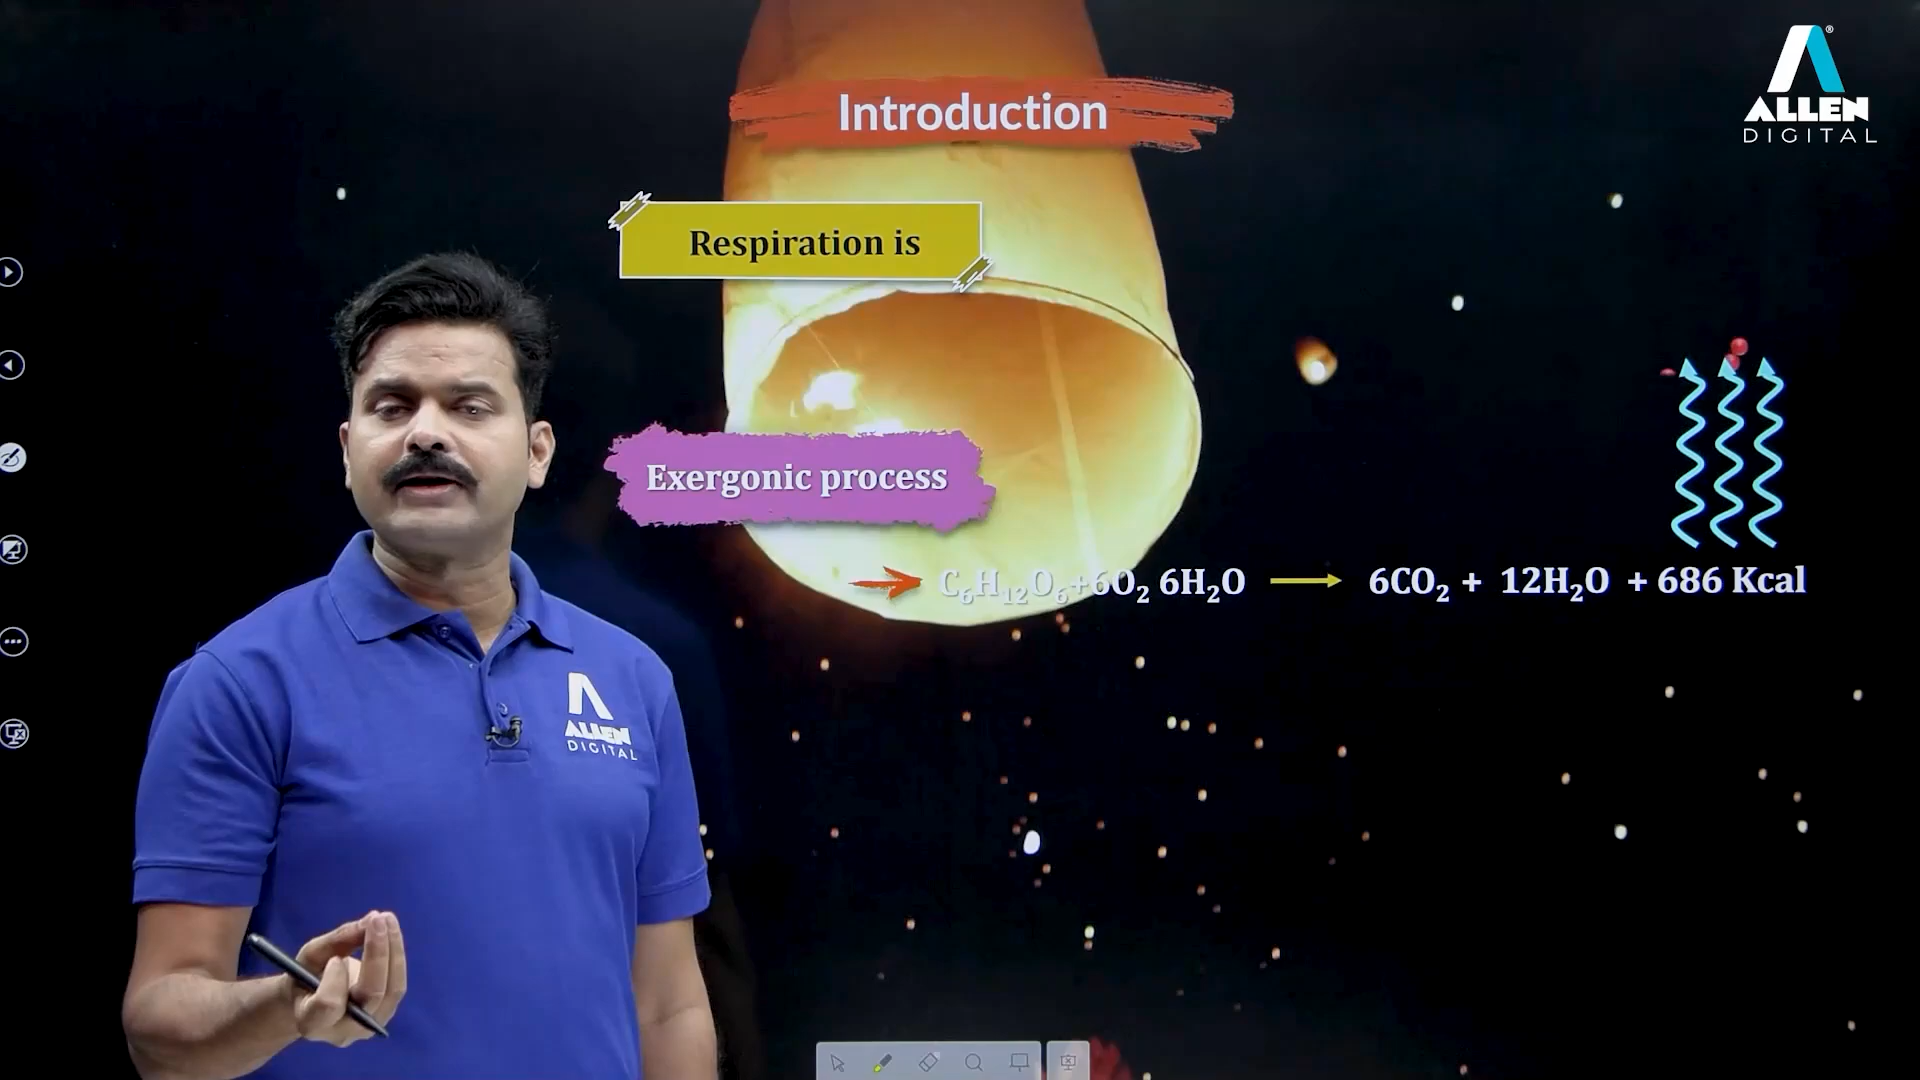 Introduction
ALLEN
DIGITAL
Respiration is
Exergonic process
C₆H₁₂O₆+6O₂ 6H₂O → 6CO₂ + 12H₂O + 686 Kcal
ALLEN
DIGITAL